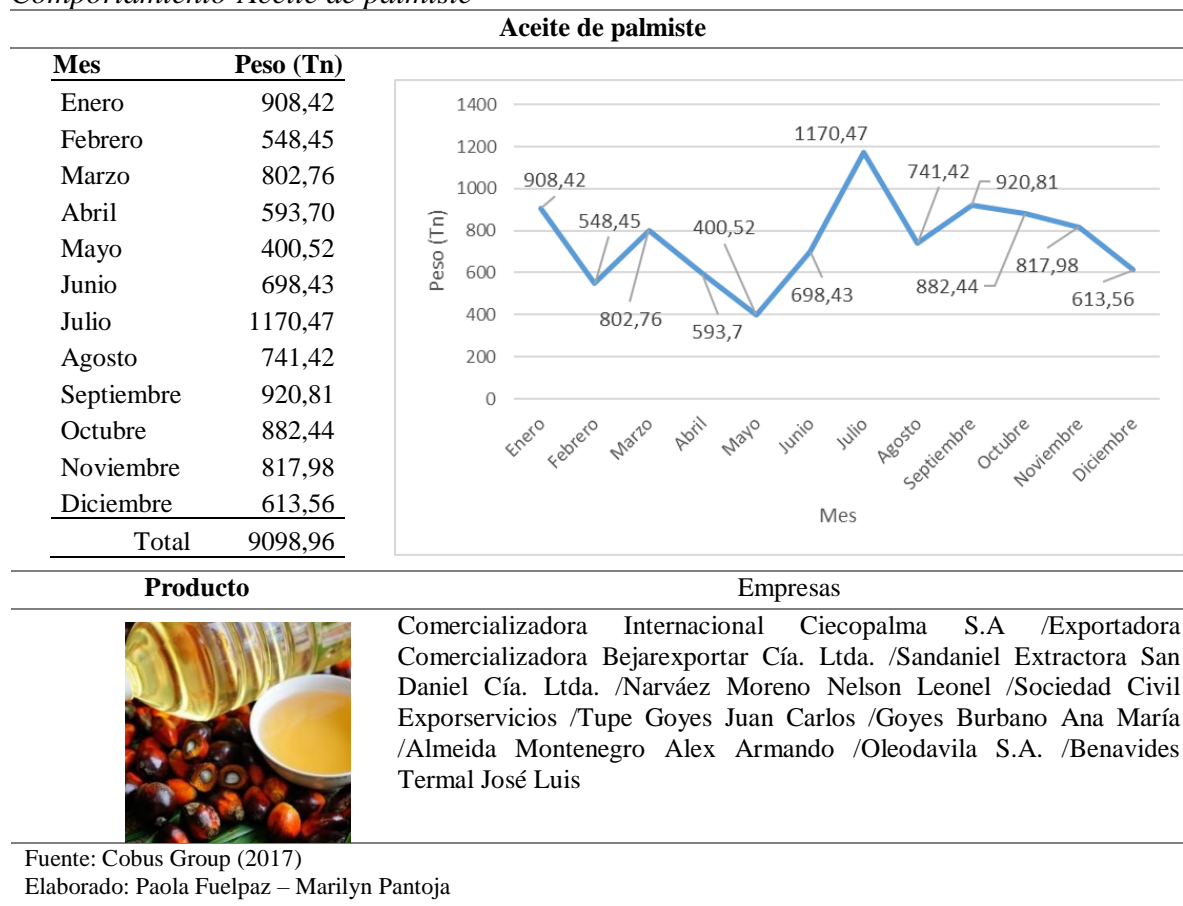 Comportamiento Aceite de palmiste
Aceite de palmiste
Mes Peso (Tn)
Enero 908,42
Febrero 548,45
Marzo 802,76
Abril 593,70
Mayo 400,52
Junio 698,43
Julio 1170,47
Agosto 741,42
Septiembre 920,81
Octubre 882,44
Noviembre 817,98
Diciembre 613,56
Total 9098,96
Peso (Tn)
1400
1200
1000
800
600
400
200
0
908,42
548,45
802,76
593,7
400,52
698,43
1170,47
741,42
920,81
882,44
817,98
613,56
Enero
Febrero
Marzo
Abril
Mayo
Junio
Julio
Agosto
Septiembre
Octubre
Noviembre
Diciembre
Mes
Producto Empresas
Comercializadora Internacional Ciecopalma S.A /Exportadora
Comercializadora Bejarexportar Cía. Ltda. /Sandaniel Extractora San
Daniel Cía. Ltda. /Narváez Moreno Nelson Leonel /Sociedad Civil
Exporservicios /Tupe Goyes Juan Carlos /Goyes Burbano Ana María
/Almeida Montenegro Alex Armando /Oleodavila S.A. /Benavides
Termal José Luis
Fuente: Cobus Group (2017)
Elaborado: Paola Fuelpaz – Marilyn Pantoja